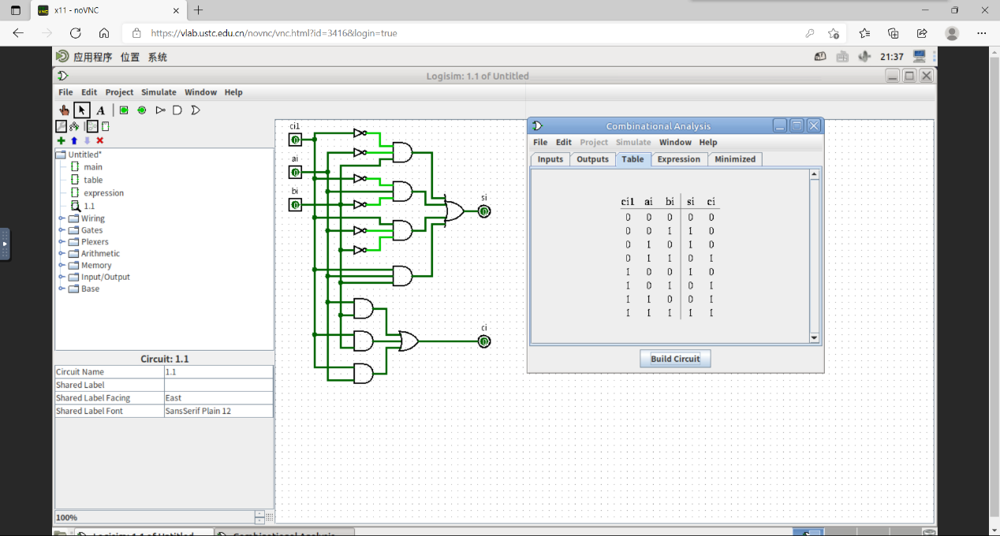 x11 - noVNC
https://vlab.ustc.edu.cn/novnc/vnc.html?id=3416&login=true
应用程序 位置 系统 21:37
Logisim: 1.1 of Untitled
File Edit Project Simulate Window Help
A
Untitled*
main
table
expression
1.1
Wiring
Gates
Plexers
Arithmetic
Memory
Input/Output
Base
Circuit: 1.1
Circuit Name 1.1
Shared Label
Shared Label Facing East
Shared Label Font SansSerif Plain 12
100%
ci1
0
ai
0
bi
0
si
0
ci
0
Combinational Analysis
File Edit Project Simulate Window Help
Inputs Outputs Table Expression Minimized
ci1 ai bi si ci
0 0 0 0 0
0 0 1 1 0
0 1 0 1 0
0 1 1 0 1
1 0 0 1 0
1 0 1 0 1
1 1 0 0 1
1 1 1 1 1
Build Circuit
Logisim: 1.1 of Untitled Combinational Analysis